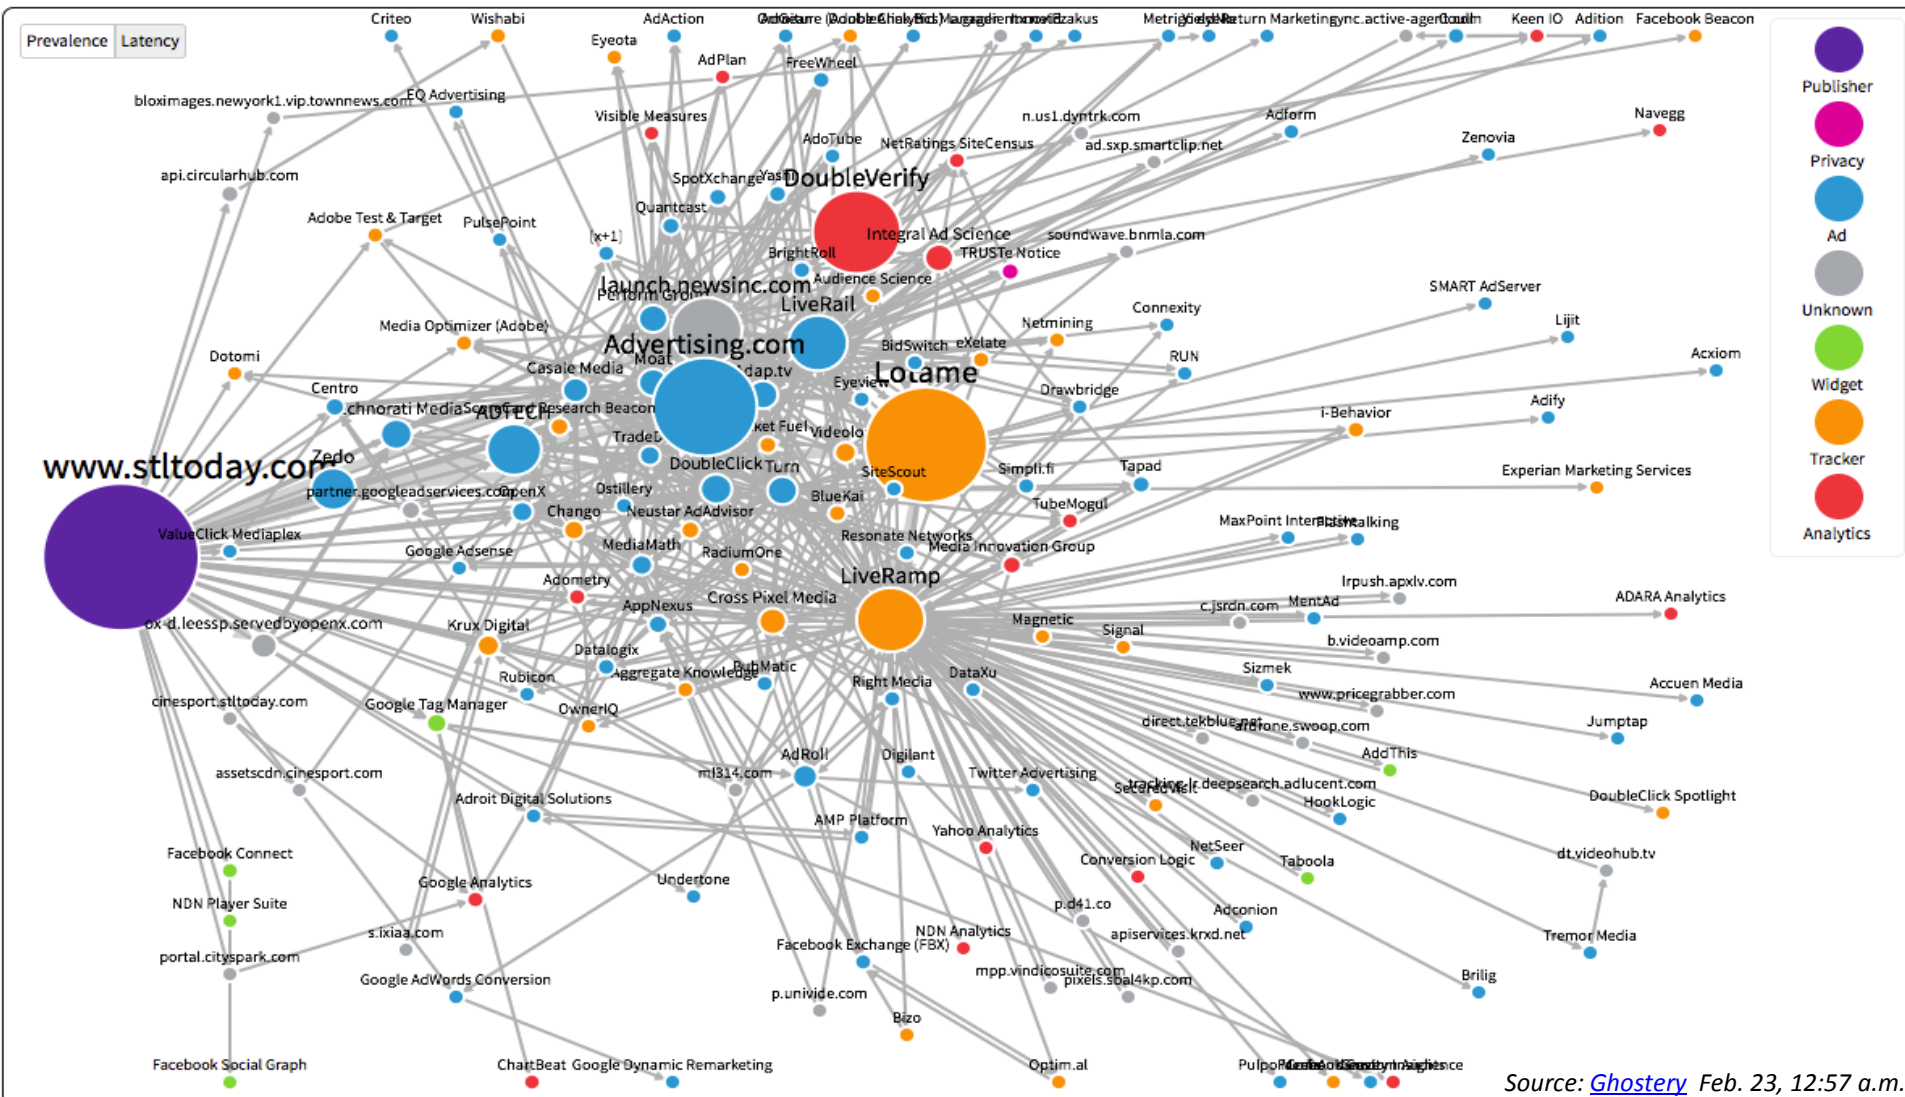 Prevalence Latency
Criteo
Wishabi
AdAction
Keen IO
Adition
Facebook Beacon
Eyeota
AdPlan
FreeWheel
bloximages.newyork1.vip.townnews.com
EQ Advertising
Visible Measures
n.us1.dyntrk.com
Adform
Navegg
AdoTube
NetRatings SiteCensus
ad.sxp.smartclip.net
Zenovia
api.circularhub.com
SpotXchange
DoubleVerify
Adobe Test & Target
PulsePoint
Quantcast
[x+1]
Integral Ad Science
soundwave.bnmla.com
BrightRoll
TRUSTe Notice
Audience Science
launch.newsinc.com
LiveRail
SMART AdServer
Connexity
Lijit
Media Optimizer (Adobe)
Netmining
Dotomi
Advertising.com
Moat
BidSwitch
eXelate
RUN
Acxiom
Casale Media
Lotame
Centro
Eyeview
Drawbridge
Adify
i-Behavior
ADTECH
Zedo
www.stltoday.com
DoubleClick
Turn
SiteScout
Simpli.fi
Tapad
Experian Marketing Services
partner.googleadservices.com
OpenX
Dstillery
BlueKai
Chango
Neustar AdAdvisor
TubeMogul
MaxPoint Interactive
ValueClick Mediaplex
Resonate Networks
Google Adsense
MediaMath
RadiumOne
Media Innovation Group
Adometry
LiveRamp
lrpush.apxlv.com
AppNexus
Cross Pixel Media
c.jsrdn.com
MentAd
ADARA Analytics
ox-d.leessp.servedbyopenx.com
Krux Digital
Magnetic
Signal
b.videoamp.com
Datalogix
Aggregate Knowledge
PubMatic
DataXu
Sizmek
Rubicon
Right Media
www.pricegrabber.com
Accuen Media
cinesport.stltoday.com
Google Tag Manager
OwnerIQ
direct.tekblue.net
Jumptap
AdRoll
Digilant
AddThis
assetscdn.cinesport.com
ml314.com
Twitter Advertising
Adroit Digital Solutions
HookLogic
DoubleClick Spotlight
AMP Platform
Yahoo Analytics
Facebook Connect
NetSeer
dt.videohub.tv
Conversion Logic
Taboola
Google Analytics
Undertone
NDN Player Suite
p.d41.co
Adconion
s.ixiaa.com
NDN Analytics
apiservices.krxd.net
Facebook Exchange (FBX)
Tremor Media
portal.cityspark.com
Google AdWords Conversion
mpp.vindicosuite.com
pixels.sbal4kp.com
Brilig
p.univide.com
Bizo
Facebook Social Graph
ChartBeat
Google Dynamic Remarketing
Optim.al
Publisher
Privacy
Ad
Unknown
Widget
Tracker
Analytics
Source: Ghostery Feb. 23, 12:57 a.m.